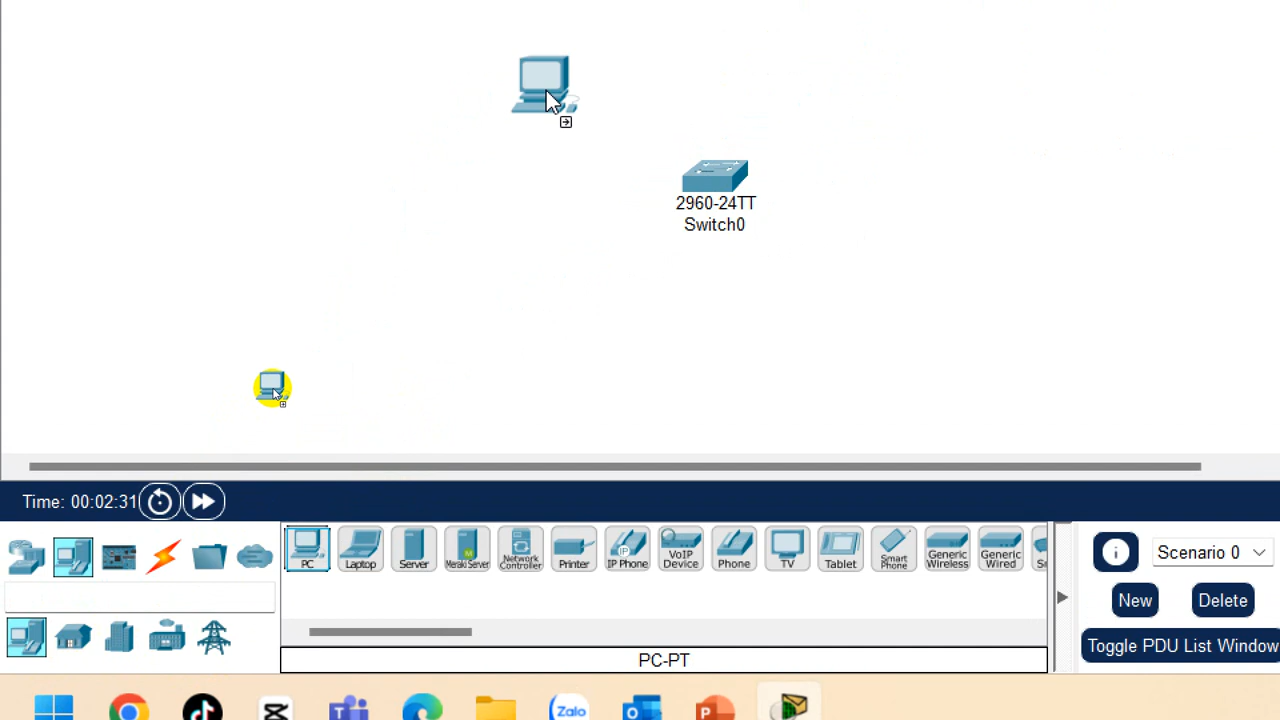 2960-24TT
Switch0
Time: 00:02:31
PC
Laptop
Server
Meraki Server
Network
Controller
Printer
IP
IP Phone
VoIP
Device
Phone
TV
Tablet
Smart
Phone
Generic
Wireless
Generic
Wired
Scenario 0
New
Delete
Toggle PDU List Window
PC-PT
Zalo